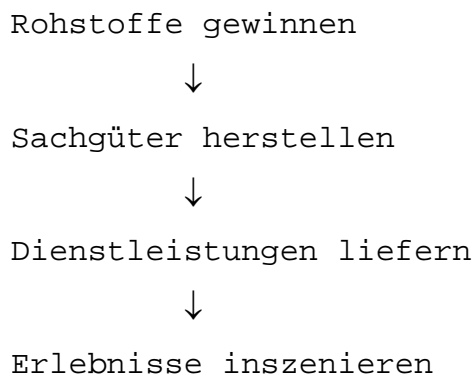 Rohstoffe gewinnen
↓
Sachgüter herstellen
↓
Dienstleistungen liefern
↓
Erlebnisse inszenieren